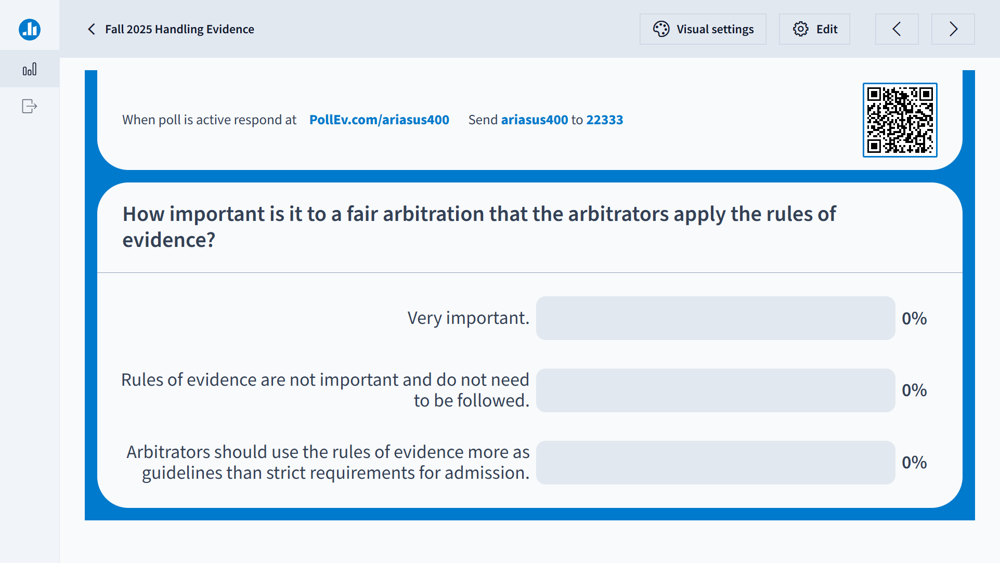 Fall 2025 Handling Evidence
Visual settings
Edit
When poll is active respond at PollEv.com/ariasus400 Send ariasus400 to 22333
How important is it to a fair arbitration that the arbitrators apply the rules of
evidence?
Very important.
0%
Rules of evidence are not important and do not need
to be followed.
0%
Arbitrators should use the rules of evidence more as
guidelines than strict requirements for admission.
0%